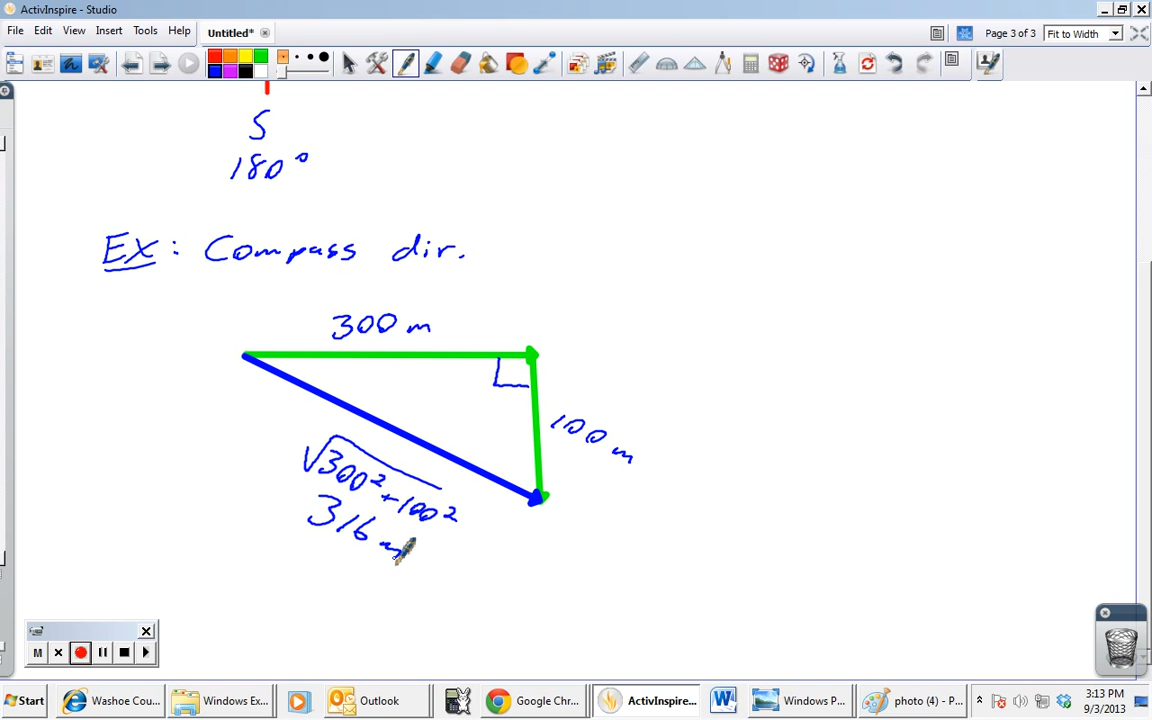 ActivInspire - Studio
File Edit View Insert Tools Help
Untitled*
Page 3 of 3
Fit to Width
S
180°
EX: Compass dir.
300 m
100 m
√300²+100²
316 m
M
Start
Washoe Cou...
Windows Ex...
Outlook
Google Chr...
ActivInspire...
Windows P...
photo (4) - P...
3:13 PM
9/3/2013